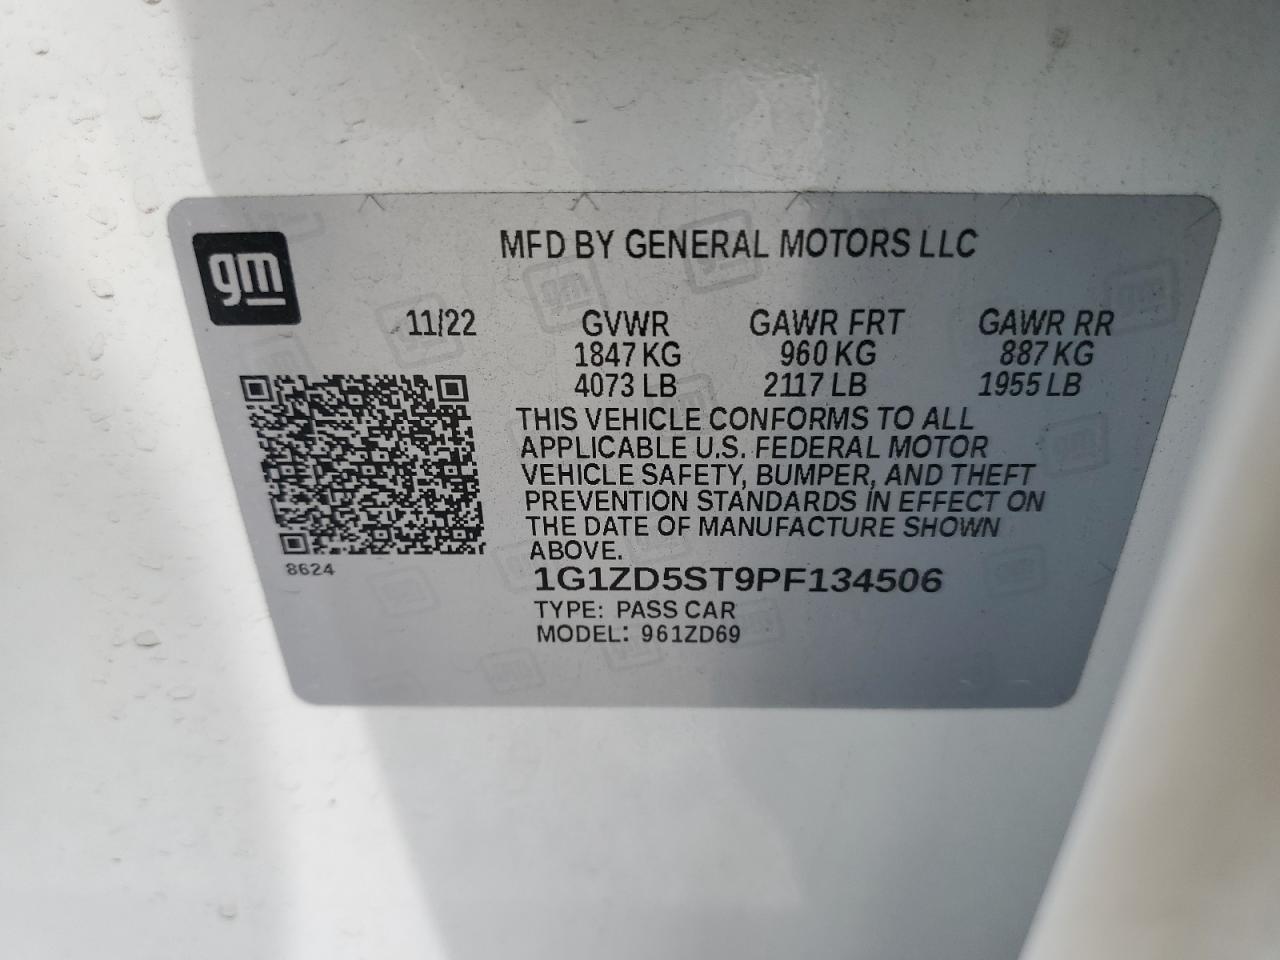 gm
MFD BY GENERAL MOTORS LLC
11/22 GVWR GAWR FRT GAWR RR
1847 KG 960 KG 887 KG
4073 LB 2117 LB 1955 LB
THIS VEHICLE CONFORMS TO ALL
APPLICABLE U.S. FEDERAL MOTOR
VEHICLE SAFETY, BUMPER, AND THEFT
PREVENTION STANDARDS IN EFFECT ON
THE DATE OF MANUFACTURE SHOWN
ABOVE.
8624
1G1ZD5ST9PF134506
TYPE: PASS CAR
MODEL: 961ZD69